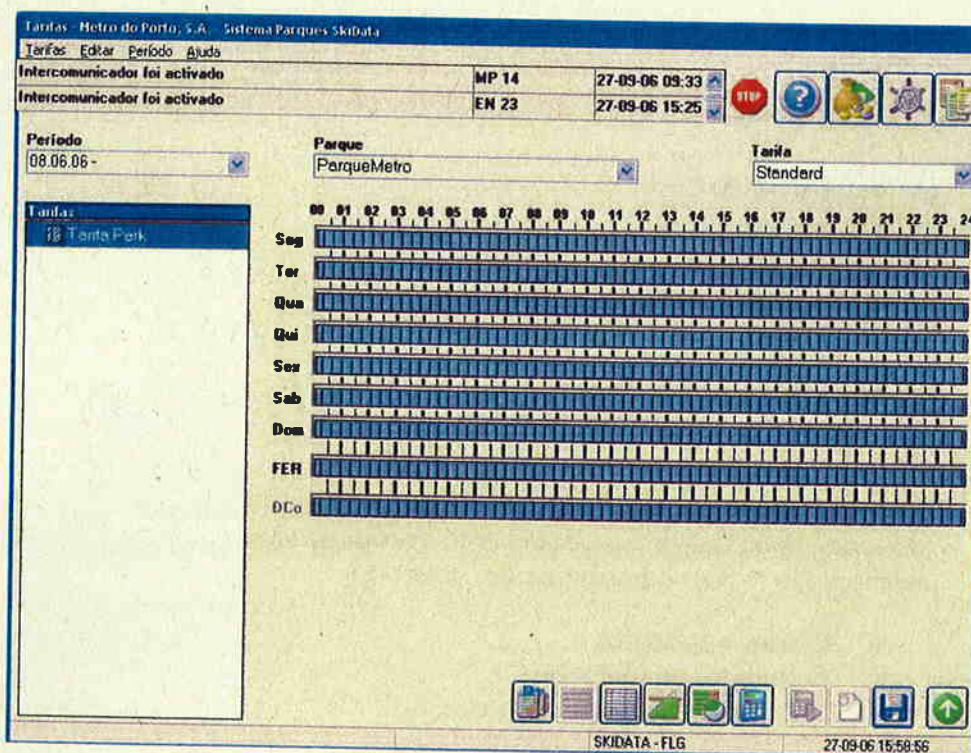 Tarifas - Metro do Porto, S.A. Sistema Parques SkiData
Tarifas Editar Período Ajuda
Intercomunicador foi activado MP 14 27-09-06 09:33
Intercomunicador foi activado EN 23 27-09-06 15:25
STOP
Período
08.06.06 -
Parque
ParqueMetro
Tarifa
Standard
Tarifas
Tarifa Park
00 01 02 03 04 05 06 07 08 09 10 11 12 13 14 15 16 17 18 19 20 21 22 23 24
Seg
Ter
Qua
Qui
Sex
Sab
Dom
FER
DCo
SKIDATA - FLG 27-09-06 15:58:56